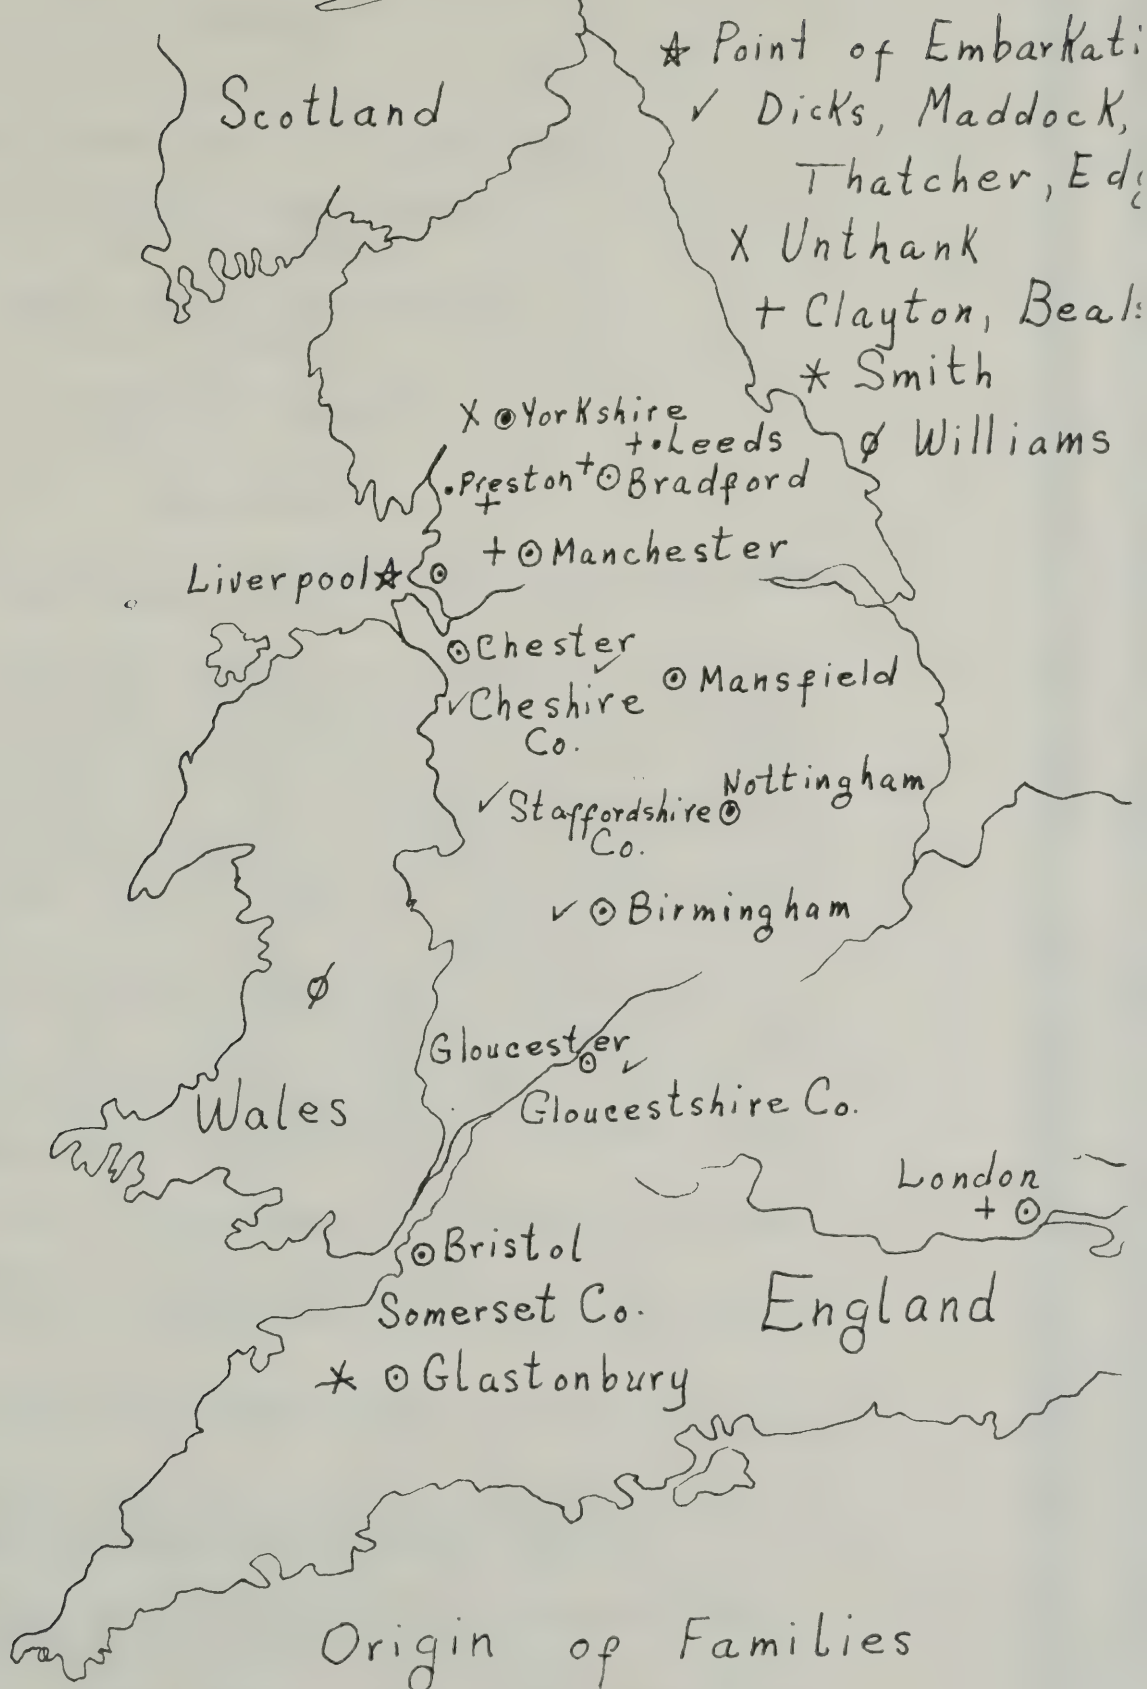 Scotland
☆ Point of Embarkati
✓ Dicks, Maddock,
Thatcher, Ed
X Unthank
+ Clayton, Beal
* Smith
ø Williams
X ⊙ Yorkshire
+ • Leeds
. Preston + ⊙ Bradford
+
+ ⊙ Manchester
Liverpool ☆ ⊙
⊙ Chester
✓
⊙ Mansfield
✓ Cheshire
Co.
Nottingham
✓ Staffordshire ⊙
Co.
✓ ⊙ Birmingham
ø
Gloucester
⊙ ✓
Wales
Gloucestshire Co.
London
+ ⊙
⊙ Bristol
Somerset Co.
England
* ⊙ Glastonbury
Origin of Families